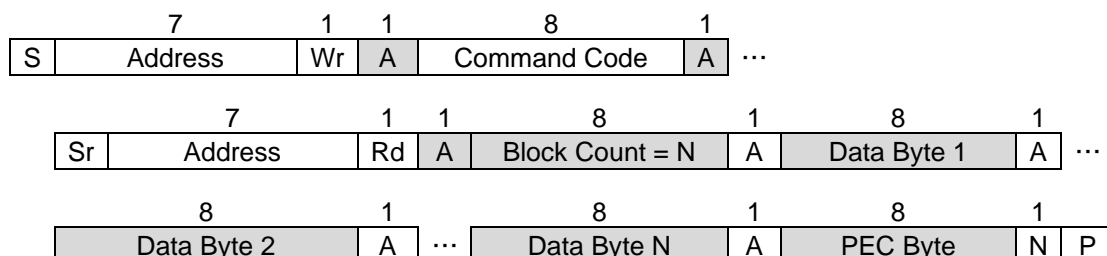 7 1 1 8 1
S Address Wr A Command Code A ...
7 1 1 8 1 8 1
Sr Address Rd A Block Count = N A Data Byte 1 A ...
8 1 8 1 8 1
Data Byte 2 A ... Data Byte N A PEC Byte N P